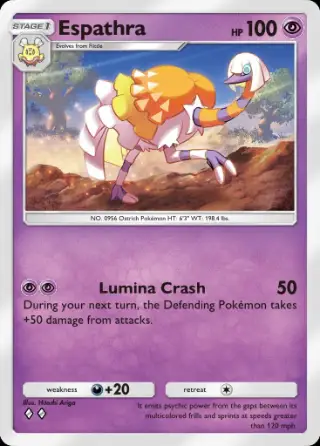 STAGE 1
Espathra
HP 100
Evolves from Flittle
NO. 0956 Ostrich Pokémon HT: 6'3" WT: 198.4 lbs.
Lumina Crash 50
During your next turn, the Defending Pokémon takes
+50 damage from attacks.
weakness +20 retreat
Illus. Hitoshi Ariga
It emits psychic power from the gaps between its
multicolored frills and sprints at speeds greater
than 120 mph.